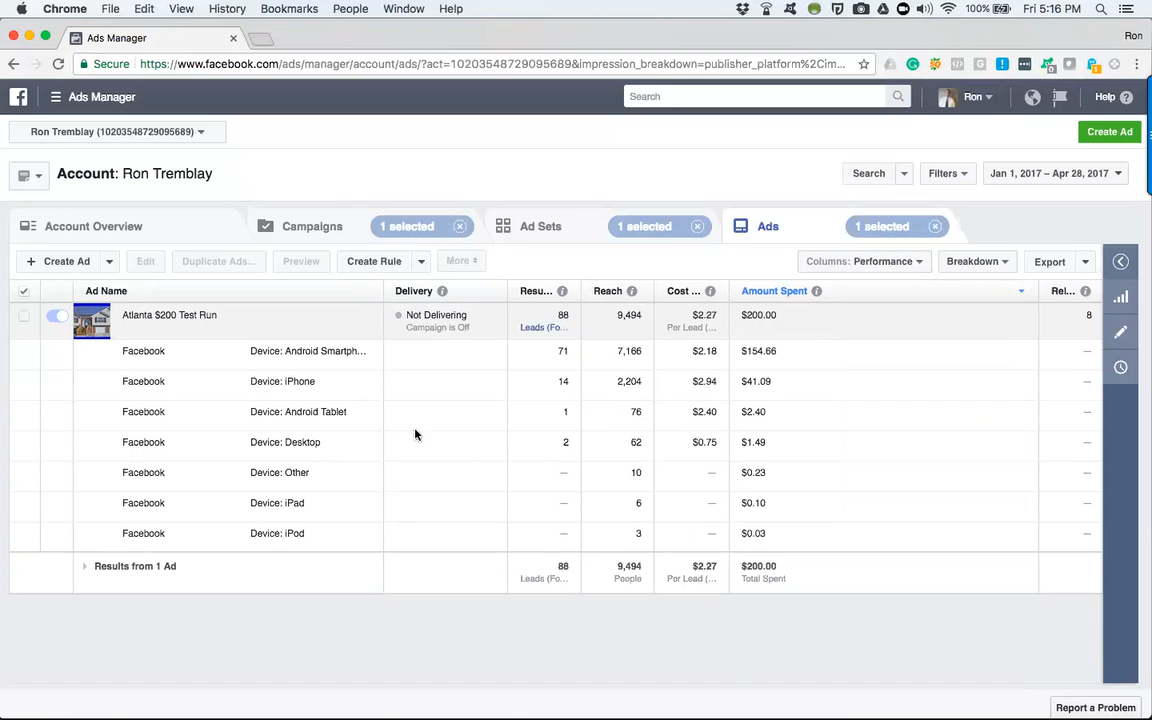 Chrome File Edit View History Bookmarks People Window Help 100% Fri 5:16 PM
Ads Manager Ron
Secure https://www.facebook.com/ads/manager/account/ads/?act=10203548729095689&impression_breakdown=publisher_platform%2Cim...
Ads Manager Search Ron Help
Ron Tremblay (10203548729095689) Create Ad
Account: Ron Tremblay Search Filters Jan 1, 2017 – Apr 28, 2017
Account Overview Campaigns 1 selected Ad Sets 1 selected Ads 1 selected
+ Create Ad Edit Duplicate Ads... Preview Create Rule More Columns: Performance Breakdown Export
Ad Name Delivery Resu... Reach Cost ... Amount Spent Rel...
Atlanta $200 Test Run Not Delivering 88 9,494 $2.27 $200.00 8
Campaign is Off Leads (Fo... Per Lead (...
Facebook Device: Android Smartph... 71 7,166 $2.18 $154.66 —
Facebook Device: iPhone 14 2,204 $2.94 $41.09 —
Facebook Device: Android Tablet 1 76 $2.40 $2.40 —
Facebook Device: Desktop 2 62 $0.75 $1.49 —
Facebook Device: Other — 10 — $0.23 —
Facebook Device: iPad — 6 — $0.10 —
Facebook Device: iPod — 3 — $0.03 —
Results from 1 Ad 88 9,494 $2.27 $200.00
Leads (Fo... People Per Lead (... Total Spent
Report a Problem